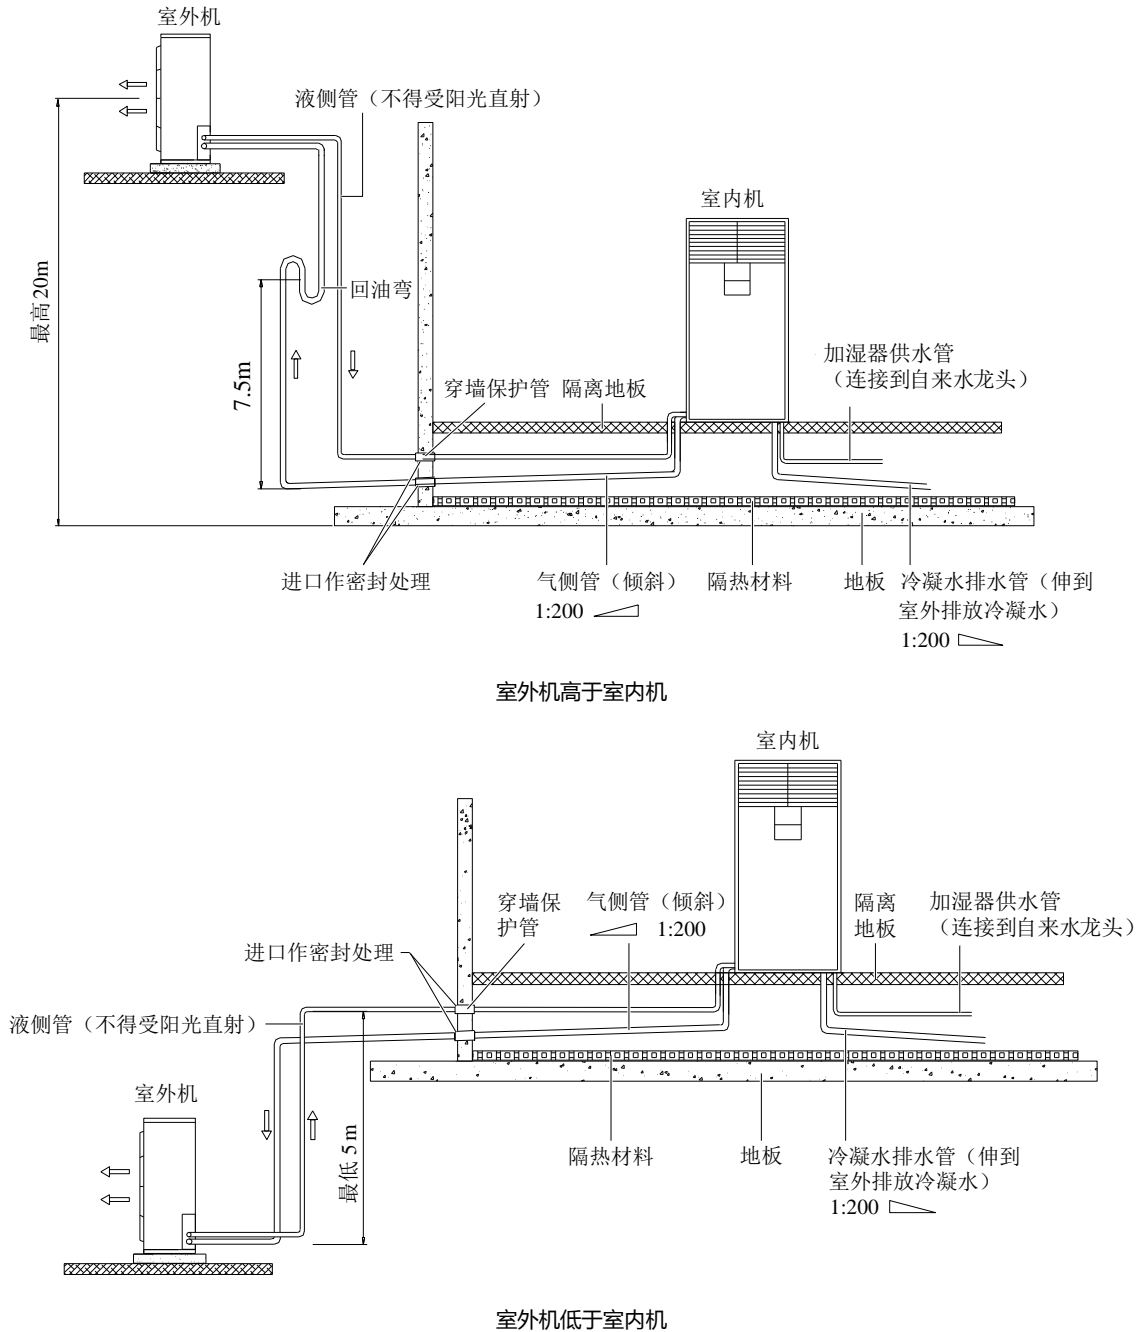 室外机
液侧管（不得受阳光直射）
室内机
最高20m
回油弯
7.5m
加湿器供水管
（连接到自来水龙头）
穿墙保护管
隔离地板
进口作密封处理
气侧管（倾斜）
1:200
隔热材料
地板
冷凝水排水管（伸到
室外排放冷凝水）
1:200
室外机高于室内机
室内机
穿墙保
护管
气侧管（倾斜）
1:200
隔离
地板
加湿器供水管
（连接到自来水龙头）
进口作密封处理
液侧管（不得受阳光直射）
室外机
最低 5 m
隔热材料
地板
冷凝水排水管（伸到
室外排放冷凝水）
1:200
室外机低于室内机